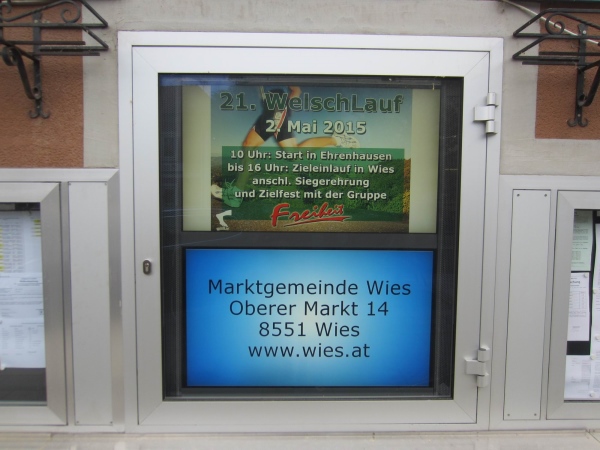 21. WelschLauf
2. Mai 2015
10 Uhr: Start in Ehrenhausen
bis 16 Uhr: Zieleinlauf in Wies
anschl. Siegerehrung
und Zielfest mit der Gruppe
Freiheit
Marktgemeinde Wies
Oberer Markt 14
8551 Wies
www.wies.at